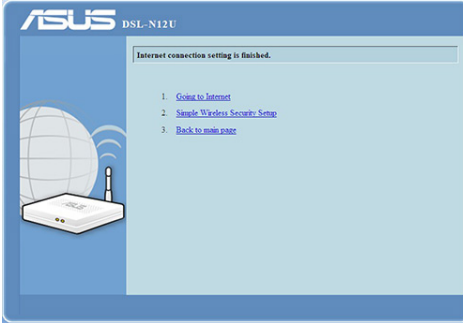 ASUS DSL-N12U
Internet connection setting is finished.
1. Going to Internet
2. Simple Wireless Security Setup
3. Back to main page
ASUS